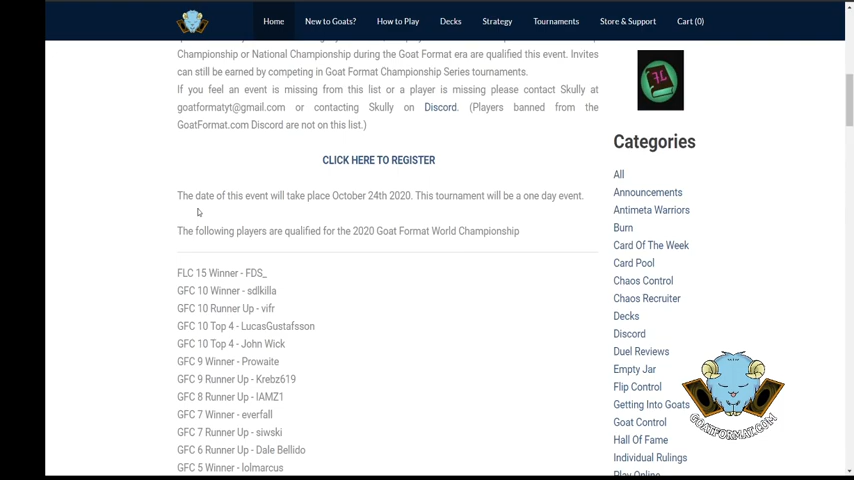 Home
New to Goats?
How to Play
Decks
Strategy
Tournaments
Store & Support
Cart (0)
Championship or National Championship during the Goat Format era are qualified this event. Invites
can still be earned by competing in Goat Format Championship Series tournaments.
If you feel an event is missing from this list or a player is missing please contact Skully at
goatformatyt@gmail.com or contacting Skully on Discord. (Players banned from the
GoatFormat.com Discord are not on this list.)
CLICK HERE TO REGISTER
The date of this event will take place October 24th 2020. This tournament will be a one day event.
The following players are qualified for the 2020 Goat Format World Championship
FLC 15 Winner - FDS_
GFC 10 Winner - sdlkilla
GFC 10 Runner Up - vifr
GFC 10 Top 4 - LucasGustafsson
GFC 10 Top 4 - John Wick
GFC 9 Winner - Prowaite
GFC 9 Runner Up - Krebz619
GFC 8 Runner Up - IAMZ1
GFC 7 Winner - everfall
GFC 7 Runner Up - siwski
GFC 6 Runner Up - Dale Bellido
GFC 5 Winner - lolmarcus
Categories
All
Announcements
Antimeta Warriors
Burn
Card Of The Week
Card Pool
Chaos Control
Chaos Recruiter
Decks
Discord
Duel Reviews
Empty Jar
Flip Control
Getting Into Goats
Goat Control
Hall Of Fame
Individual Rulings
Play Online
GOATFORMAT.COM